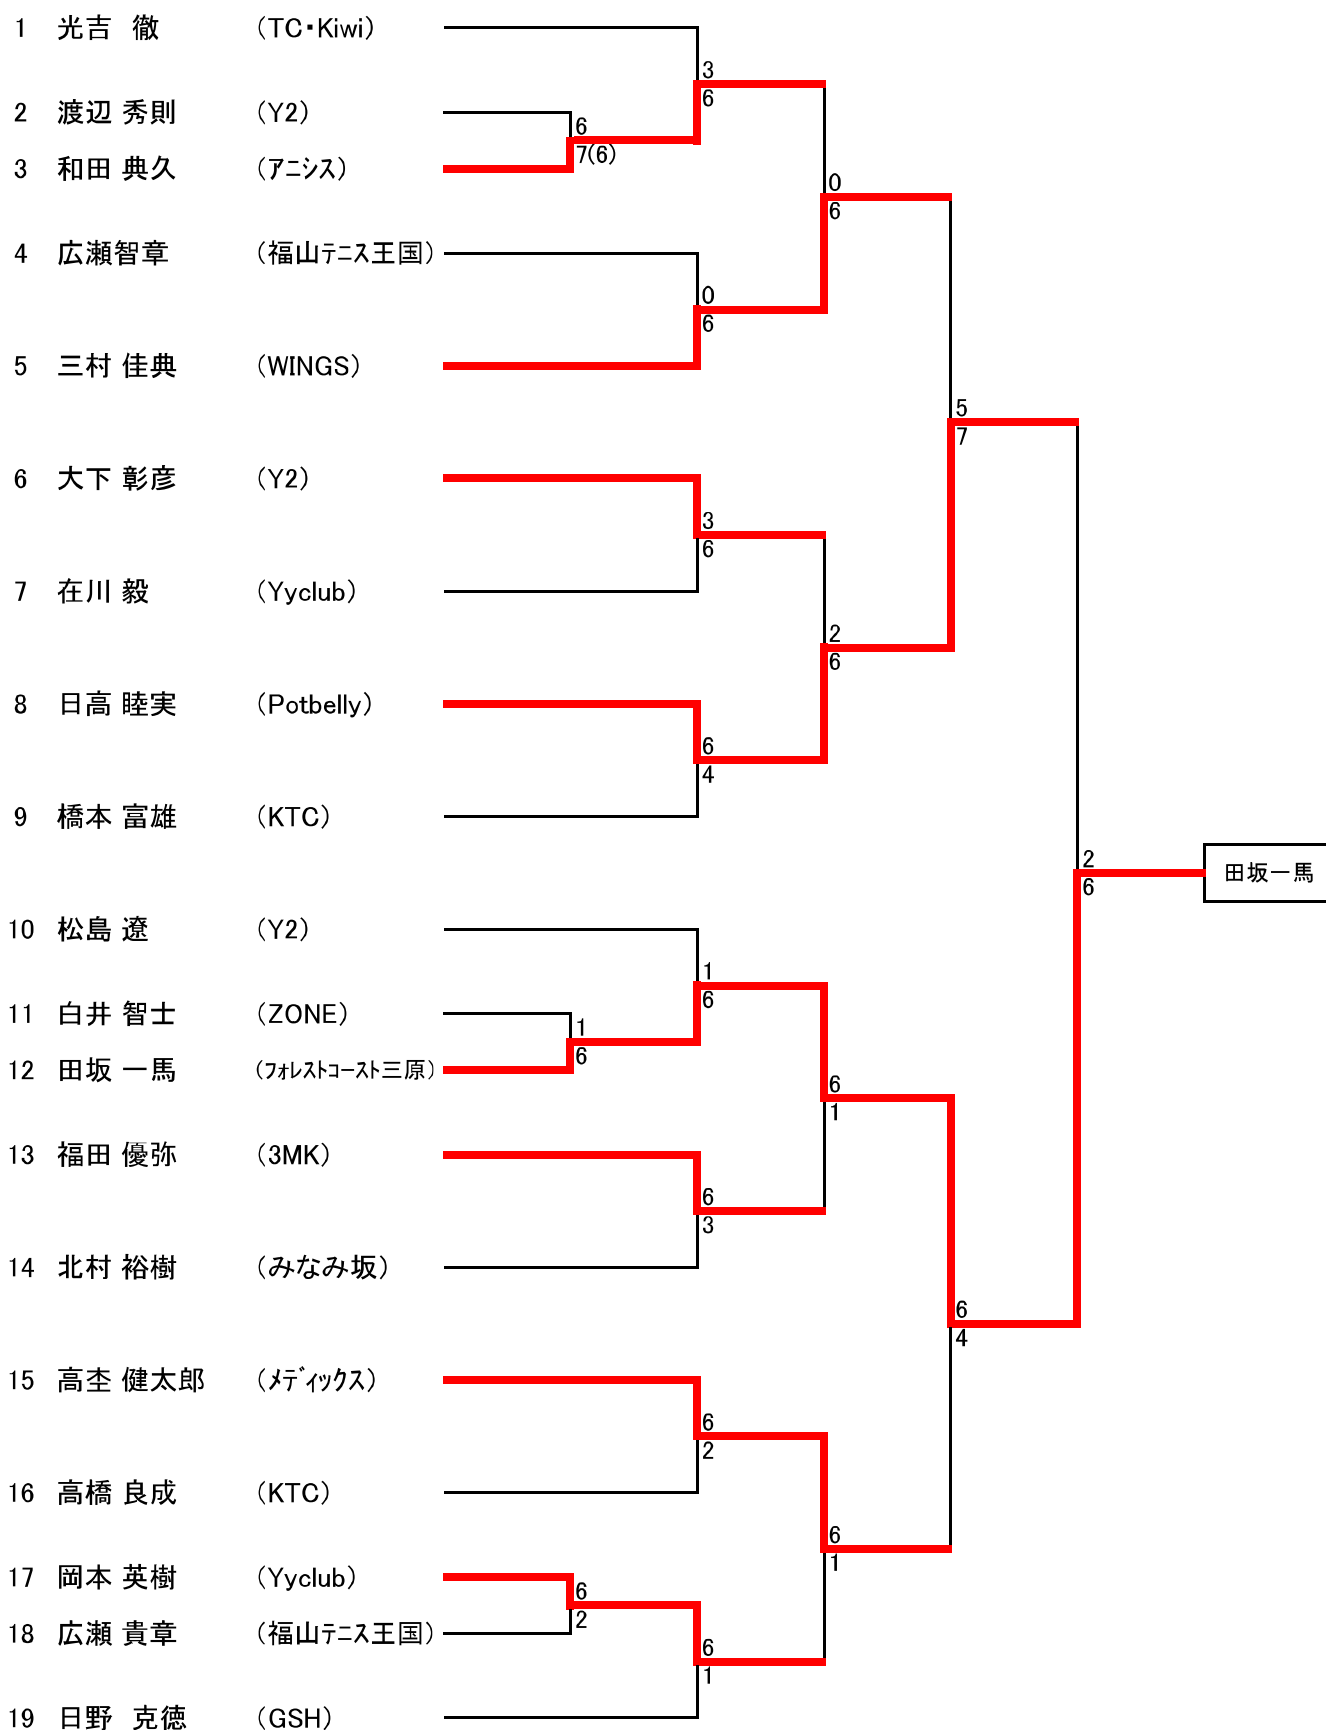 1 光吉 徹 (TC・Kiwi)
3
6
2 渡辺 秀則 (Y2)
6
7(6)
3 和田 典久 (アニシス)
0
6
4 広瀬智章 (福山テニス王国)
0
6
5 三村 佳典 (WINGS)
5
7
6 大下 彰彦 (Y2)
3
6
7 在川 毅 (Yyclub)
2
6
8 日高 睦実 (Potbelly)
6
4
9 橋本 富雄 (KTC)
2
6
田坂一馬
10 松島 遼 (Y2)
1
6
11 白井 智士 (ZONE)
1
6
12 田坂 一馬 (フォレストコースト三原)
6
1
13 福田 優弥 (3MK)
6
3
14 北村 裕樹 (みなみ坂)
6
4
15 高杢 健太郎 (メディックス)
6
2
16 高橋 良成 (KTC)
6
1
17 岡本 英樹 (Yyclub)
6
2
18 広瀬 貴章 (福山テニス王国)
6
1
19 日野 克徳 (GSH)